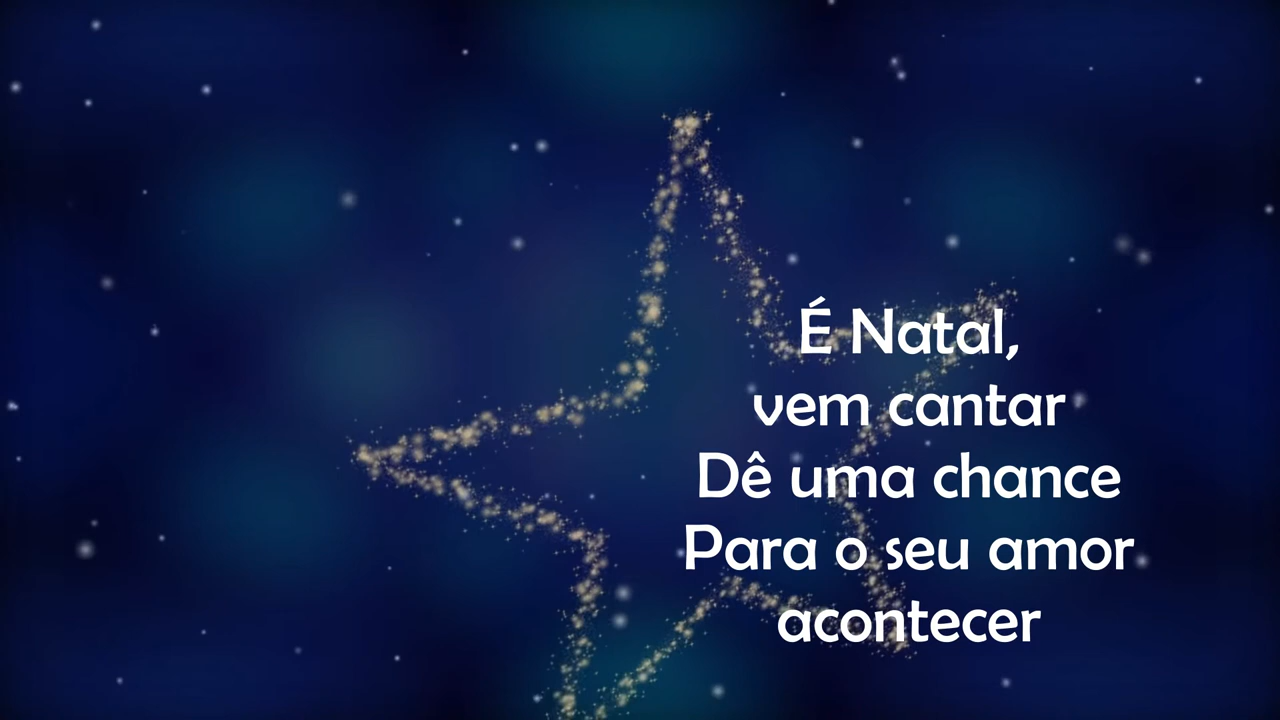 É Natal,
vem cantar
Dê uma chance
Para o seu amor
acontecer